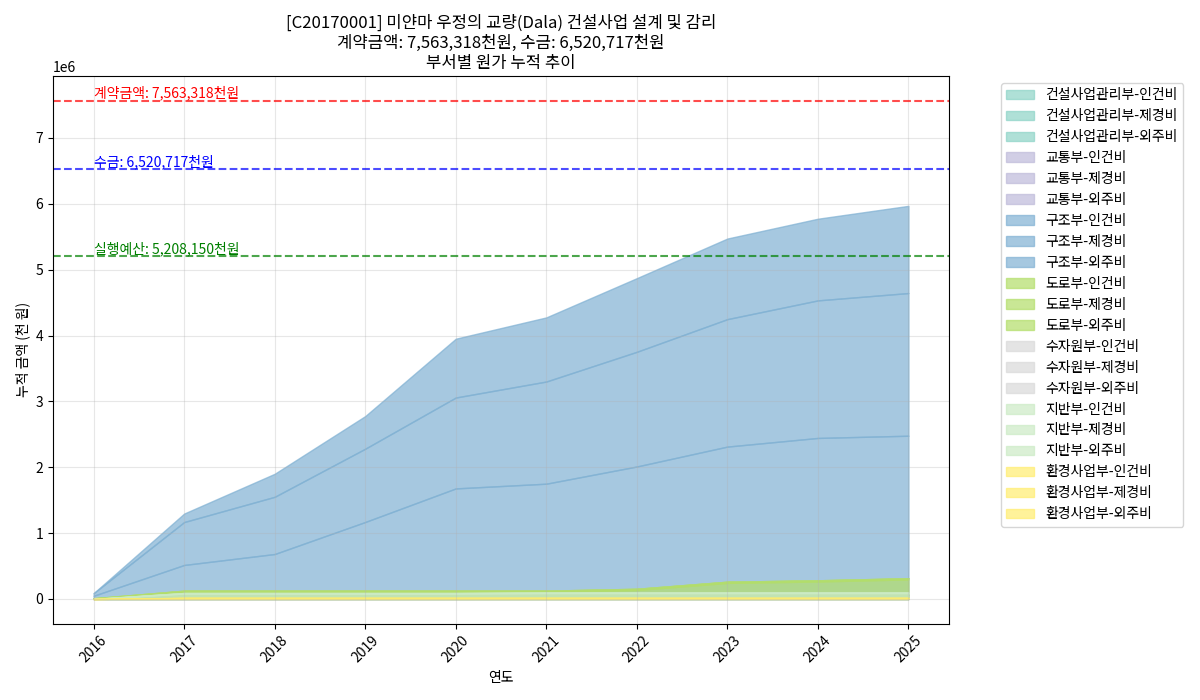 [C20170001] 미얀마 우정의 교량(Dala) 건설사업 설계 및 감리
계약금액: 7,563,318천원, 수금: 6,520,717천원
부서별 원가 누적 추이
1e6
계약금액: 7,563,318천원
수금: 6,520,717천원
실행예산: 5,208,150천원
7
6
5
4
3
2
1
0
누적 금액 (천 원)
2016
2017
2018
2019
2020
2021
2022
2023
2024
2025
연도
건설사업관리부-인건비
건설사업관리부-제경비
건설사업관리부-외주비
교통부-인건비
교통부-제경비
교통부-외주비
구조부-인건비
구조부-제경비
구조부-외주비
도로부-인건비
도로부-제경비
도로부-외주비
수자원부-인건비
수자원부-제경비
수자원부-외주비
지반부-인건비
지반부-제경비
지반부-외주비
환경사업부-인건비
환경사업부-제경비
환경사업부-외주비